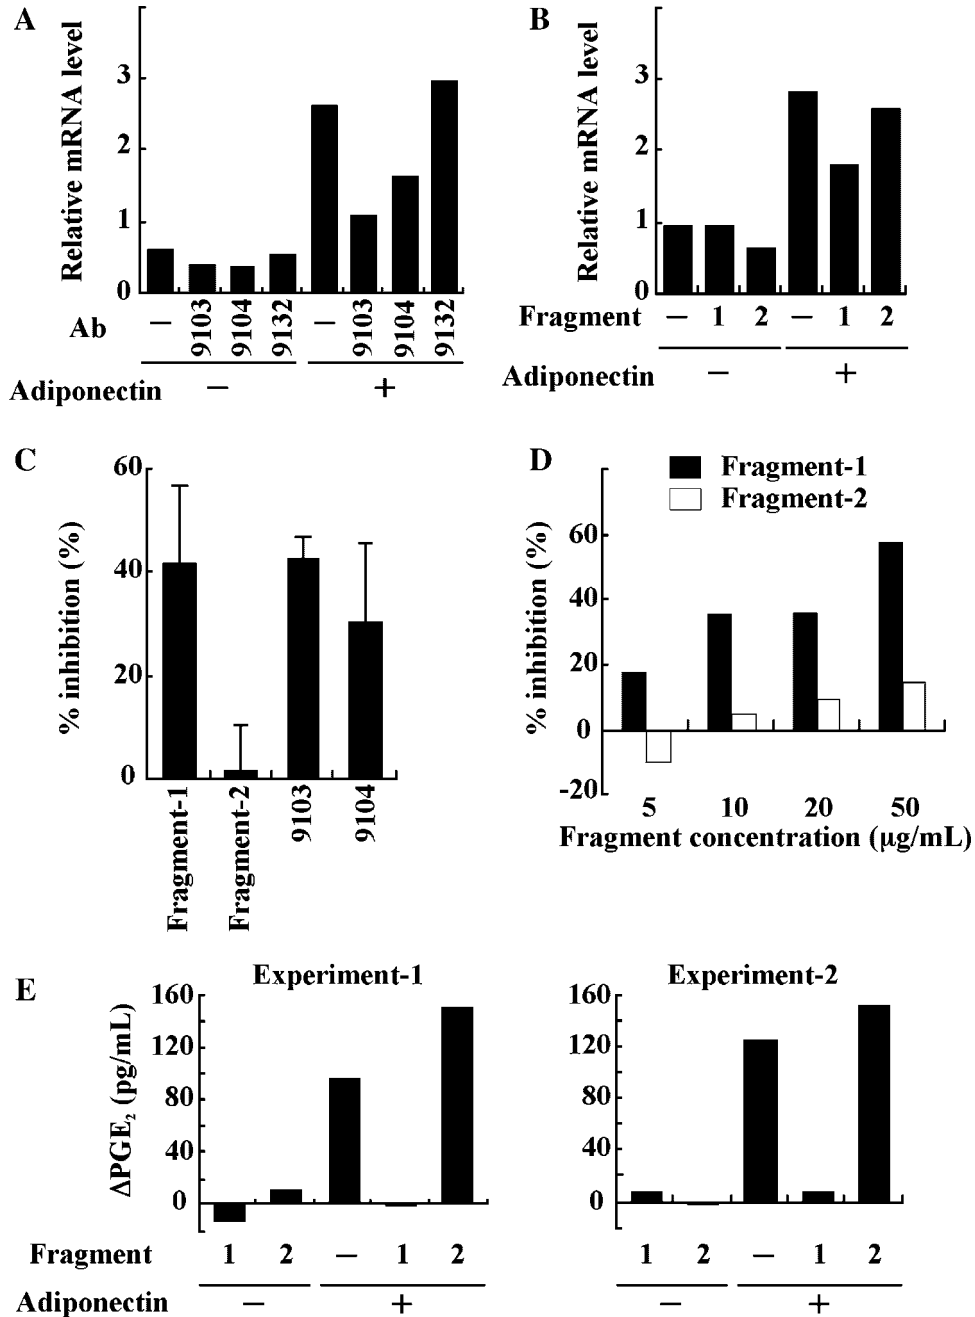 A
Relative mRNA level
3
2
1
0
Ab
– 9103 9104 9132 – 9103 9104 9132
Adiponectin – +
B
Relative mRNA level
3
2
1
0
Fragment – 1 2 – 1 2
Adiponectin – +
C
% inhibition (%)
60
40
20
0
Fragment-1
Fragment-2
9103
9104
D
Fragment-1
Fragment-2
% inhibition (%)
60
40
20
0
-20
5 10 20 50
Fragment concentration (µg/mL)
E
Experiment-1
ΔPGE₂ (pg/mL)
160
120
80
40
0
Fragment 1 2 – 1 2
Adiponectin – +
Experiment-2
160
120
80
40
0
1 2 – 1 2
– +